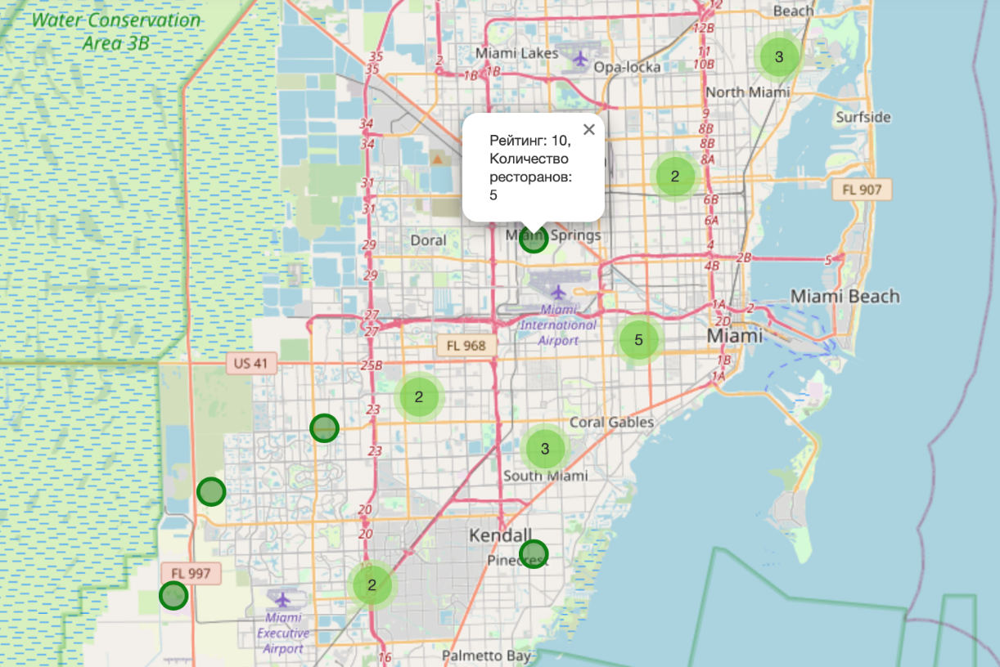 Water Conservation
Area 3B
Beach
12
12B
11
10B
3
35
35
2
1B
1B
Miami Lakes
Opa-locka
North Miami
Surfside
34
34
9
8B
8B
8A
Рейтинг: 10,
Количество
ресторанов:
5
2
31
31
6B
6A
FL 907
Doral
Miami Springs
29
29
4
4B
2B
5
Miami
International
Airport
Miami Beach
27
27
1A
2
2D
Miami
FL 968
5
US 41
25B
1B
1A
2
23
23
Coral Gables
3
South Miami
20
20
Kendall
Pinecrest
FL 997
2
Miami
Executive
Airport
16
Palmetto Bay